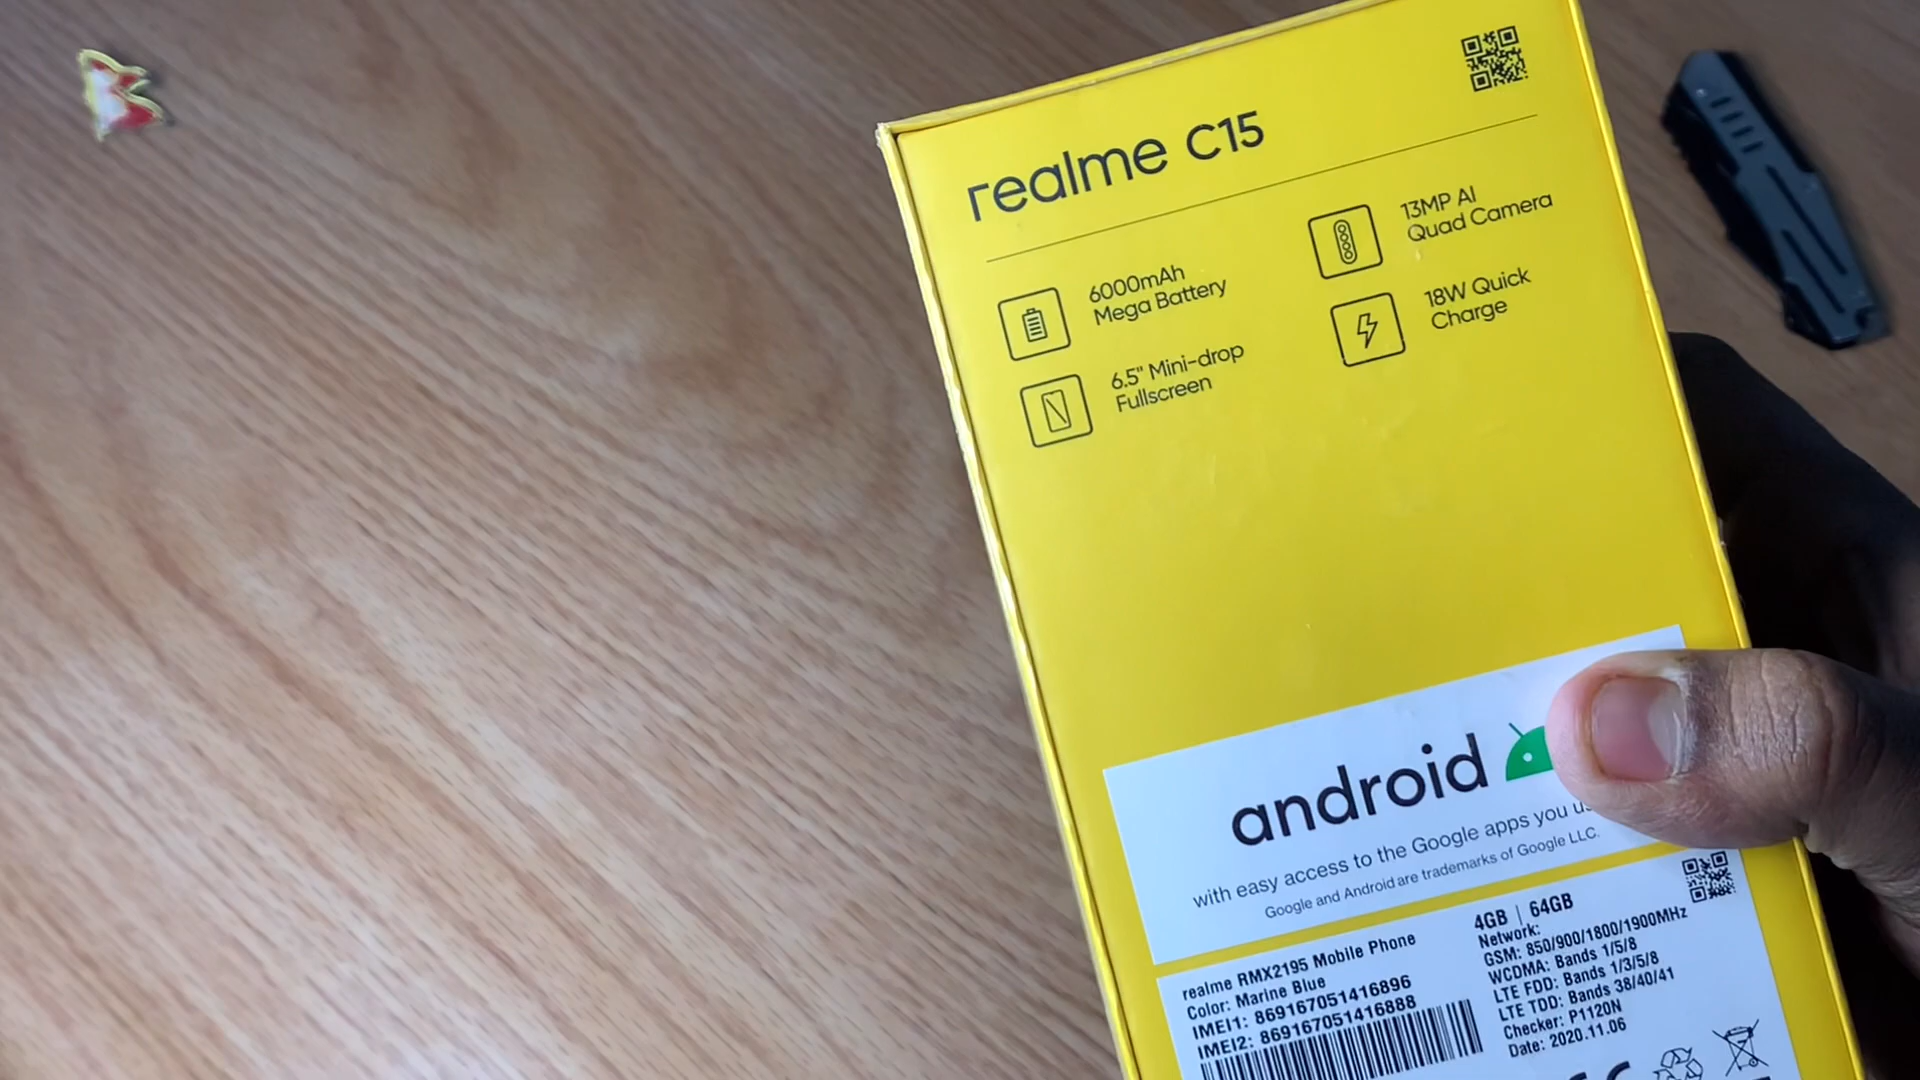 realme C15
6000mAh
Mega Battery
13MP AI
Quad Camera
6.5" Mini-drop
Fullscreen
18W Quick
Charge
android
with easy access to the Google apps you
Google and Android are trademarks of Google LLC.
realme RMX2195 Mobile Phone
Color: Marine Blue
IMEI1: 869167051416896
IMEI2: 869167051416888
4GB | 64GB
Network:
GSM: 850/900/1800/1900MHz
WCDMA: Bands 1/5/8
LTE FDD: Bands 1/3/5/8
LTE TDD: Bands 38/40/41
Checker: P1120N
Date: 2020.11.06